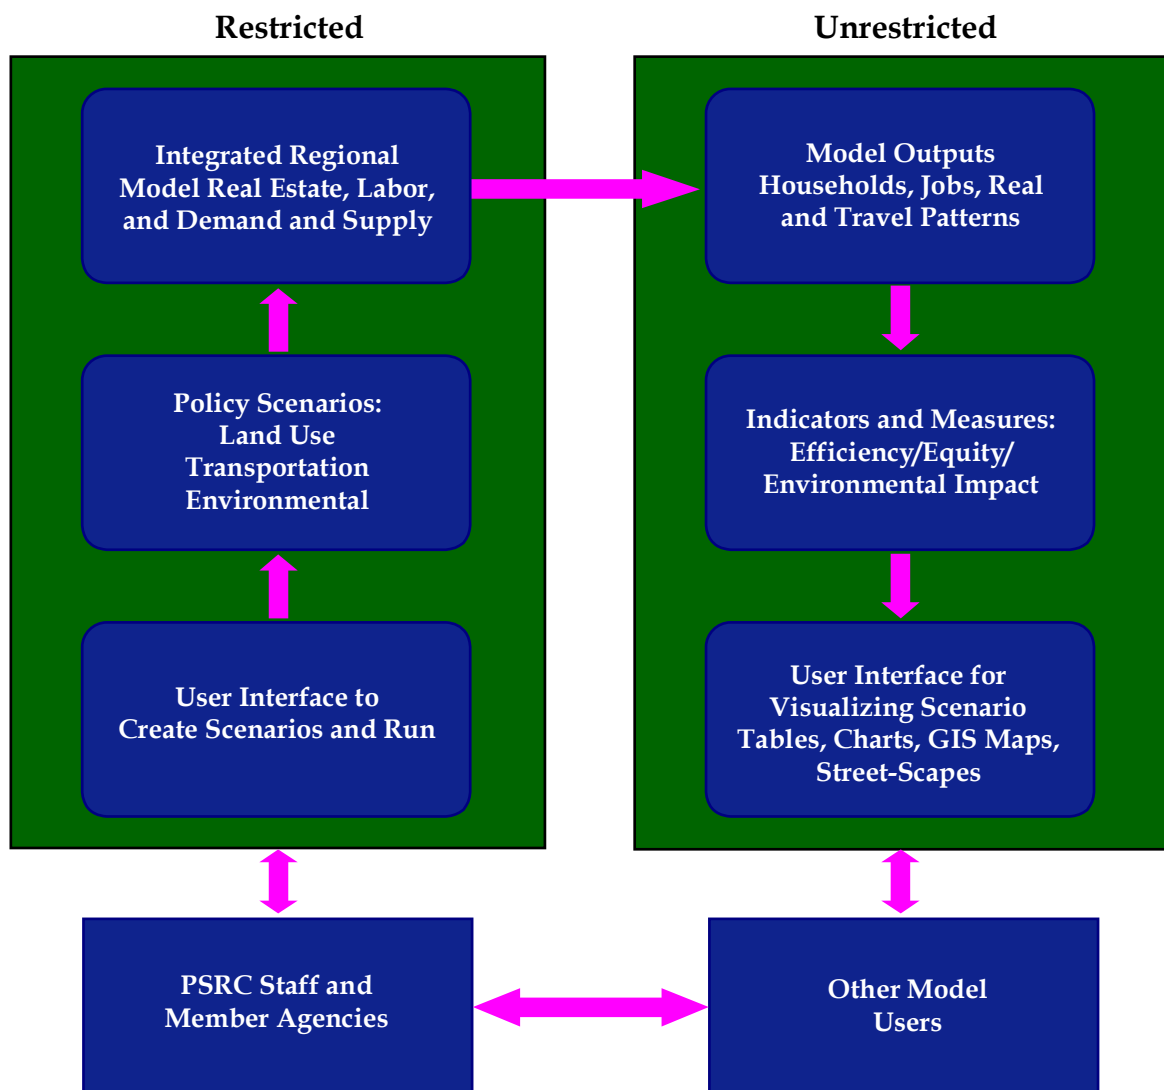 Restricted
Integrated Regional
Model Real Estate, Labor,
and Demand and Supply
Policy Scenarios:
Land Use
Transportation
Environmental
User Interface to
Create Scenarios and Run
PSRC Staff and
Member Agencies
Unrestricted
Model Outputs
Households, Jobs, Real
and Travel Patterns
Indicators and Measures:
Efficiency/Equity/
Environmental Impact
User Interface for
Visualizing Scenario
Tables, Charts, GIS Maps,
Street-Scapes
Other Model
Users